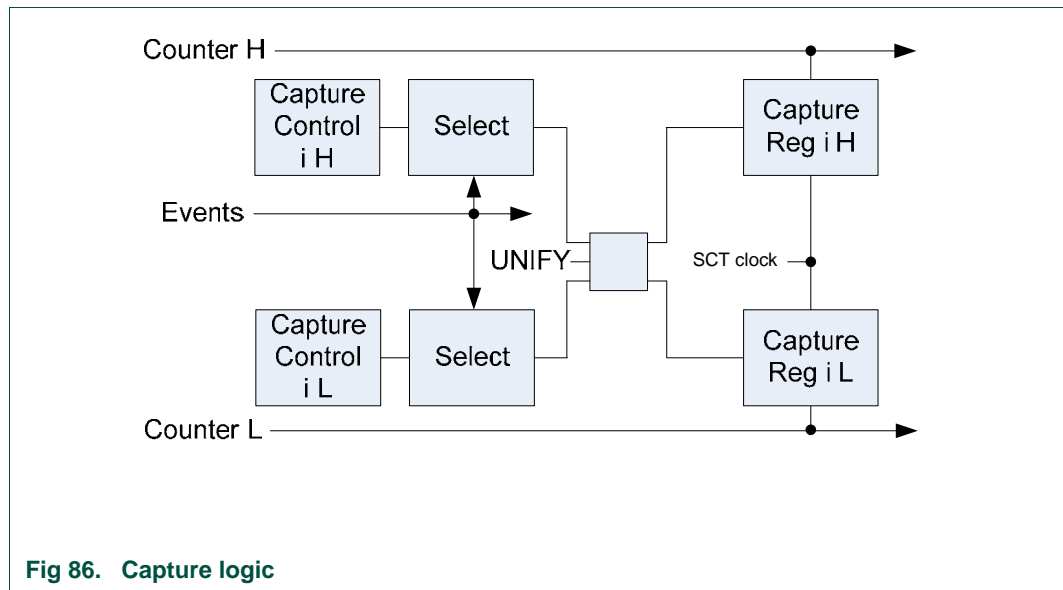 Counter H
Capture
Control
i H
Select
Capture
Reg i H
Events
UNIFY
SCT clock
Capture
Control
i L
Select
Capture
Reg i L
Counter L
Fig 86. Capture logic